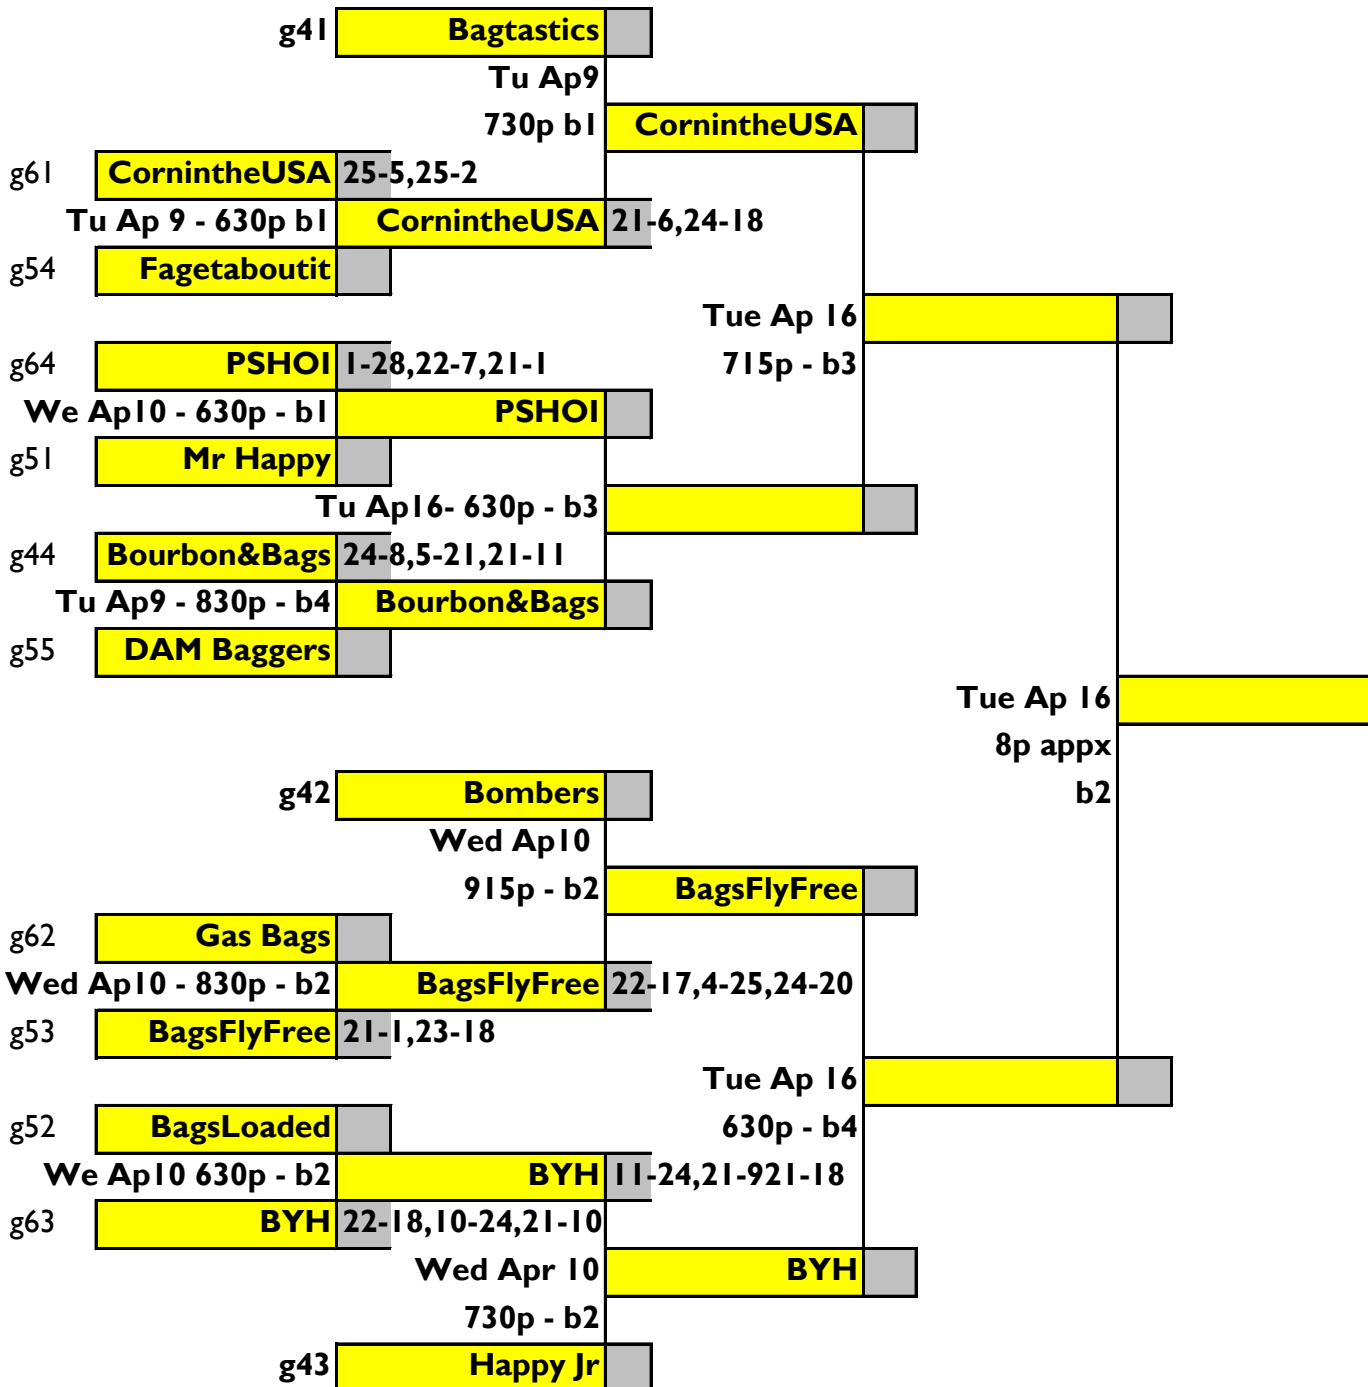 g41 Bagtastics
Tu Ap9
730p b1 CornintheUSA
g61 CornintheUSA 25-5,25-2
Tu Ap 9 - 630p b1 CornintheUSA 21-6,24-18
g54 Fagetaboutit
Tue Ap 16
g64 PSHOI 1-28,22-7,21-1 715p - b3
We Ap10 - 630p - b1 PSHOI
g51 Mr Happy
Tu Ap16- 630p - b3
g44 Bourbon&Bags 24-8,5-21,21-11
Tu Ap9 - 830p - b4 Bourbon&Bags
g55 DAM Baggers
Tue Ap 16
8p appx
g42 Bombers b2
Wed Ap10
915p - b2 BagsFlyFree
g62 Gas Bags
Wed Ap10 - 830p - b2 BagsFlyFree 22-17,4-25,24-20
g53 BagsFlyFree 21-1,23-18
Tue Ap 16
g52 BagsLoaded 630p - b4
We Ap10 630p - b2 BYH 11-24,21-921-18
g63 BYH 22-18,10-24,21-10
Wed Apr 10 BYH
730p - b2
g43 Happy Jr